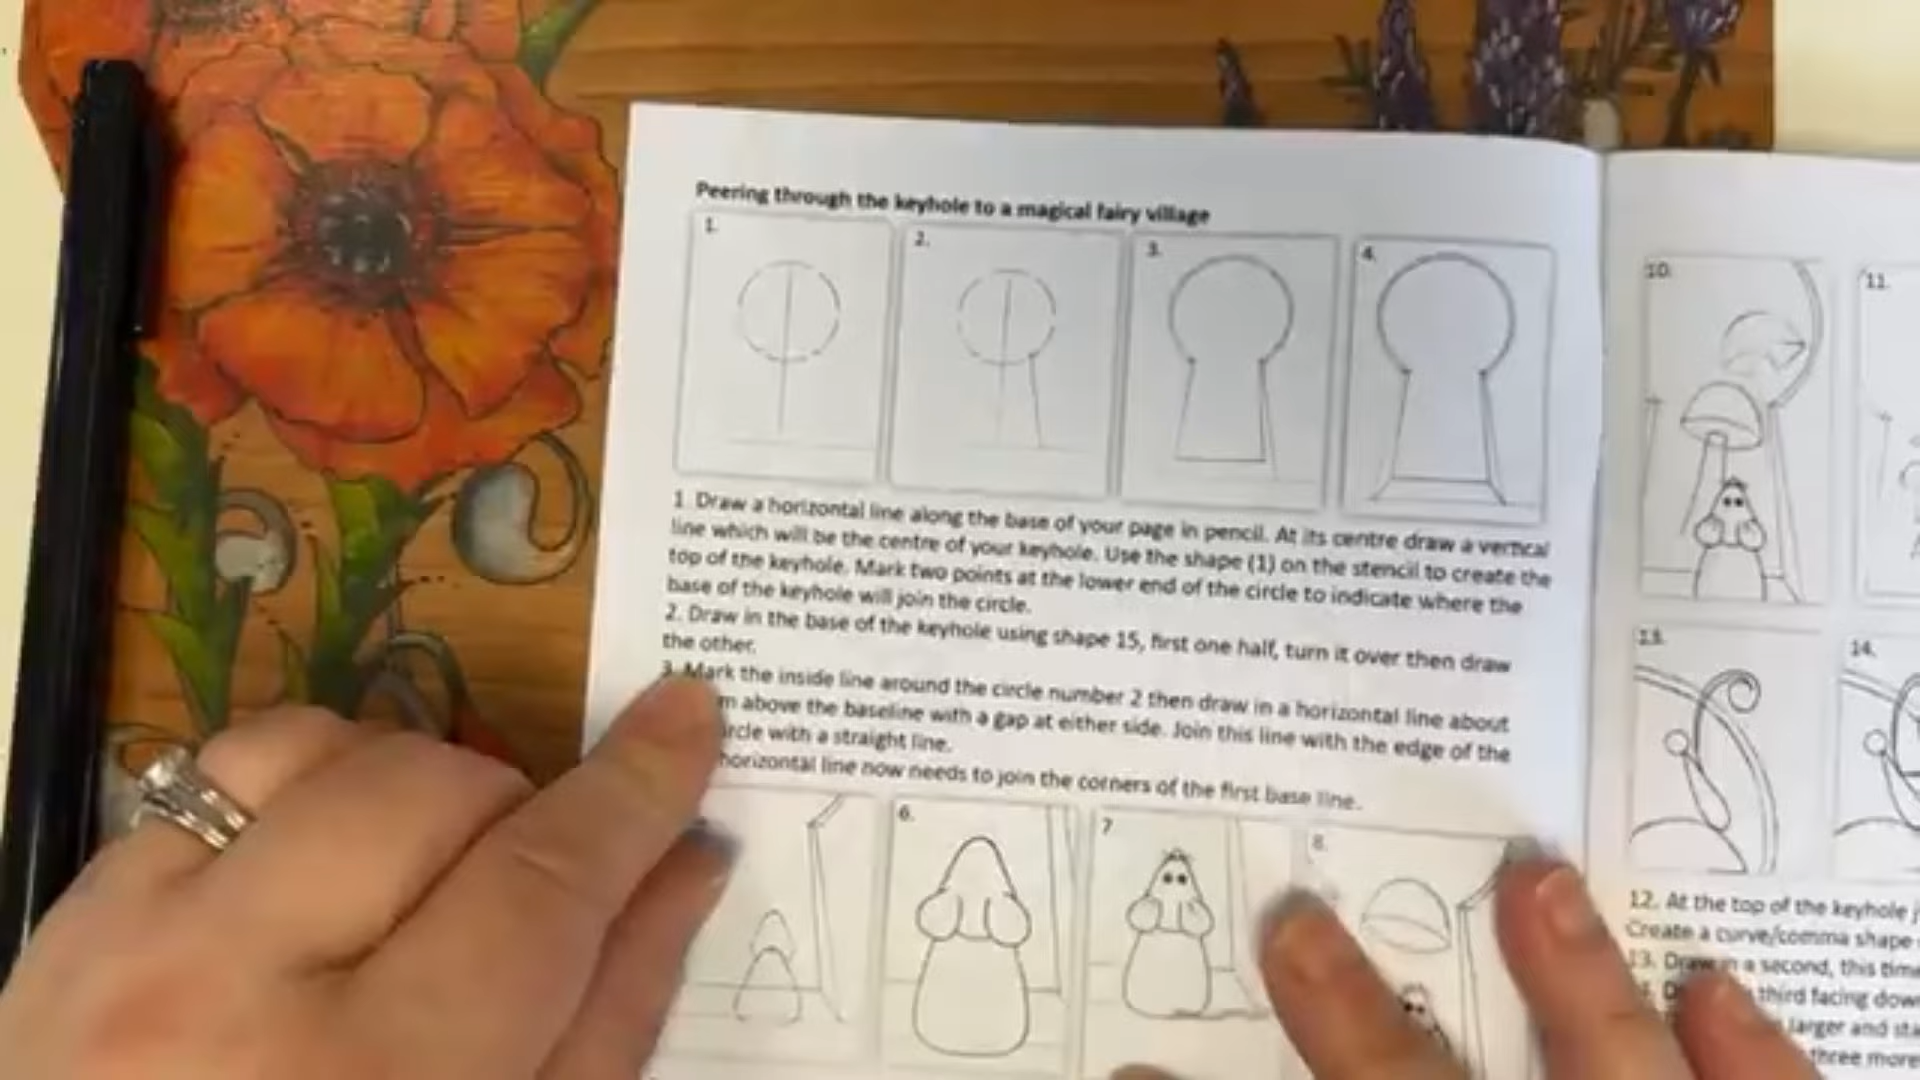 Peering through the keyhole to a magical fairy village
1.
2.
3.
4.
1. Draw a horizontal line along the base of your page in pencil. At its centre draw a vertical
line which will be the centre of your keyhole. Use the shape (1) on the stencil to create the
top of the keyhole. Mark two points at the lower end of the circle to indicate where the
base of the keyhole will join the circle.
2. Draw in the base of the keyhole using shape 15, first one half, turn it over then draw
the other.
3. Mark the inside line around the circle number 2 then draw in a horizontal line about
above the baseline with a gap at either side. Join this line with the edge of the
with a straight line.
horizontal line now needs to join the corners of the first base line.
6.
7
8.
10.
11.
13.
14.
12. At the top of the keyhole
Create a curve/comma shape
13. Draw in a second, this time
third facing down
larger and
three more